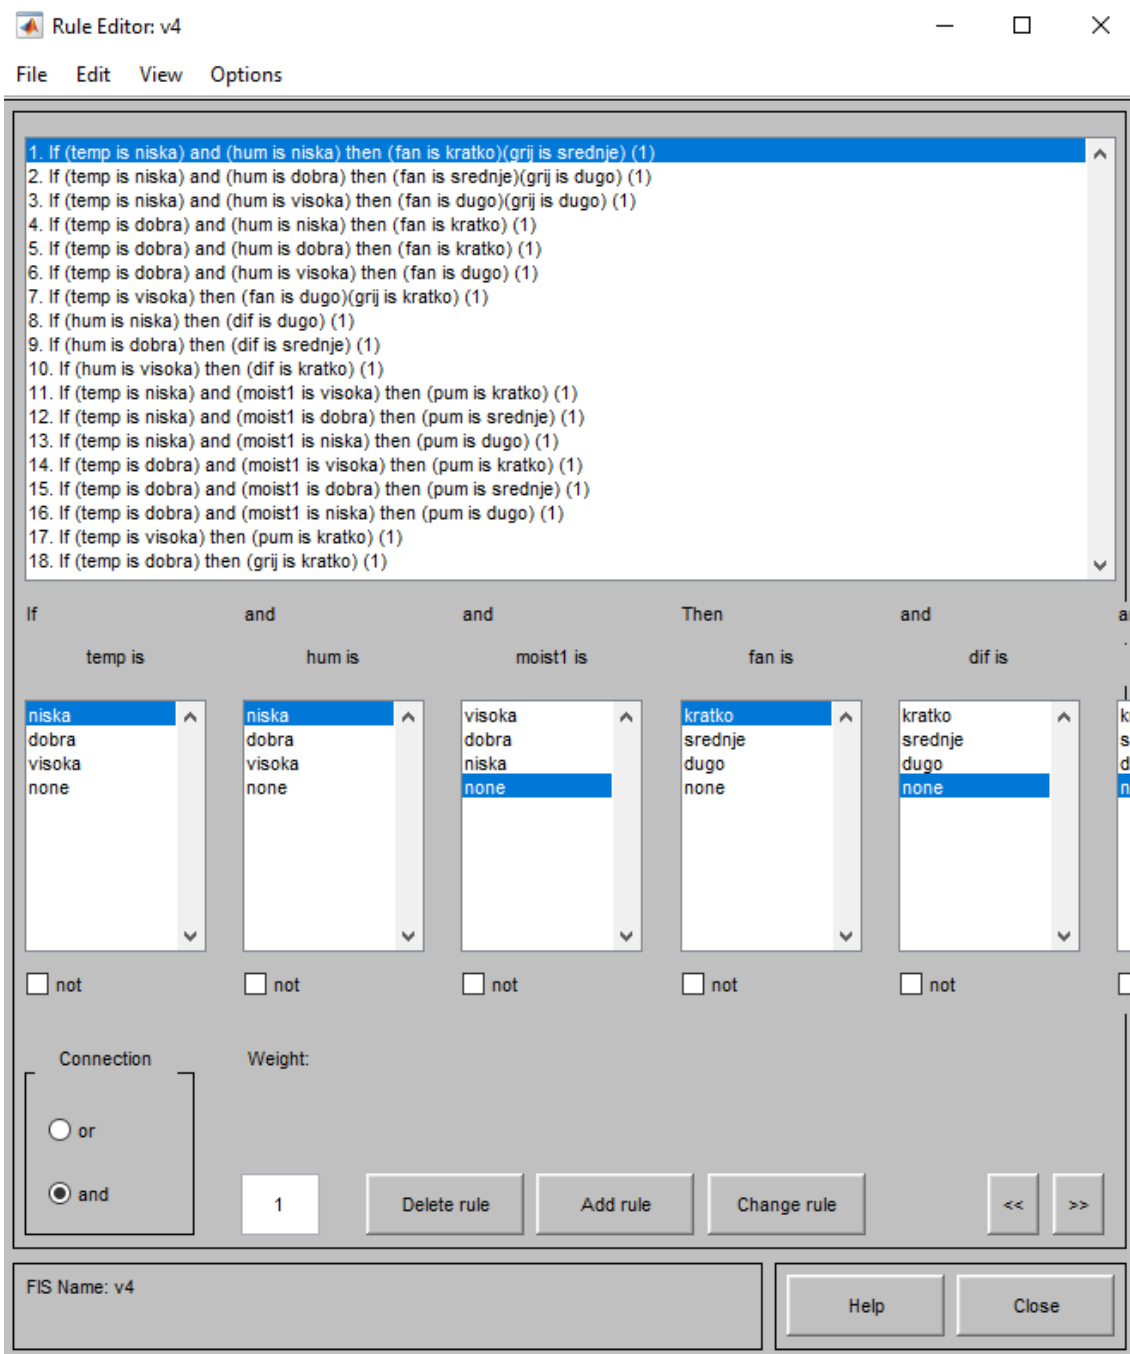 Rule Editor: v4
File Edit View Options
1. If (temp is niska) and (hum is niska) then (fan is kratko)(grij is srednje) (1)
2. If (temp is niska) and (hum is dobra) then (fan is srednje)(grij is dugo) (1)
3. If (temp is niska) and (hum is visoka) then (fan is dugo)(grij is dugo) (1)
4. If (temp is dobra) and (hum is niska) then (fan is kratko) (1)
5. If (temp is dobra) and (hum is dobra) then (fan is kratko) (1)
6. If (temp is dobra) and (hum is visoka) then (fan is dugo) (1)
7. If (temp is visoka) then (fan is dugo)(grij is kratko) (1)
8. If (hum is niska) then (dif is dugo) (1)
9. If (hum is dobra) then (dif is srednje) (1)
10. If (hum is visoka) then (dif is kratko) (1)
11. If (temp is niska) and (moist1 is visoka) then (pum is kratko) (1)
12. If (temp is niska) and (moist1 is dobra) then (pum is srednje) (1)
13. If (temp is niska) and (moist1 is niska) then (pum is dugo) (1)
14. If (temp is dobra) and (moist1 is visoka) then (pum is kratko) (1)
15. If (temp is dobra) and (moist1 is dobra) then (pum is srednje) (1)
16. If (temp is dobra) and (moist1 is niska) then (pum is dugo) (1)
17. If (temp is visoka) then (pum is kratko) (1)
18. If (temp is dobra) then (grij is kratko) (1)
If and and Then and
temp is hum is moist1 is fan is dif is
niska niska visoka kratko kratko
dobra dobra dobra srednje srednje
visoka visoka niska dugo dugo
none none none none none
not not not not not
Connection Weight:
or
and 1 Delete rule Add rule Change rule << >>
FIS Name: v4
Help Close